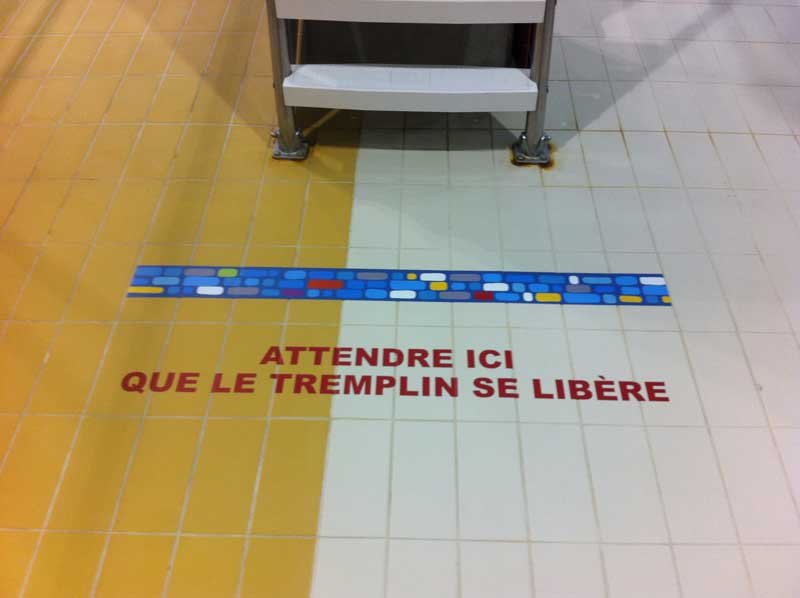 ATTENDRE ICI
QUE LE TREMPLIN SE LIBÈRE